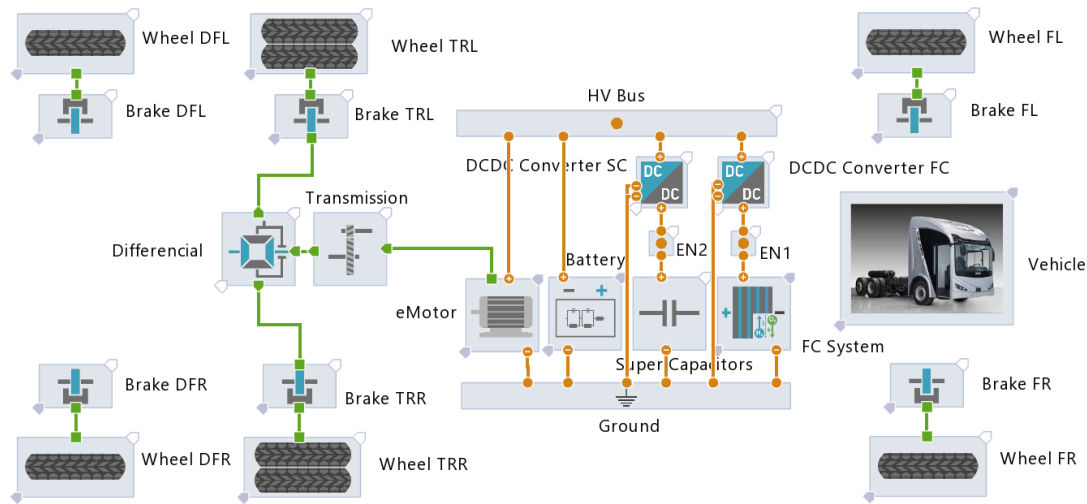 Wheel DFL
Wheel TRL
Wheel FL
Brake DFL
Brake TRL
HV Bus
Brake FL
DCDC Converter SC
DC
DC
DC
DC
DCDC Converter FC
Transmission
Differencial
EN2
EN1
Battery
Vehicle
eMotor
FC System
Super Capacitors
Brake DFR
Brake TRR
Brake FR
Ground
Wheel DFR
Wheel TRR
Wheel FR